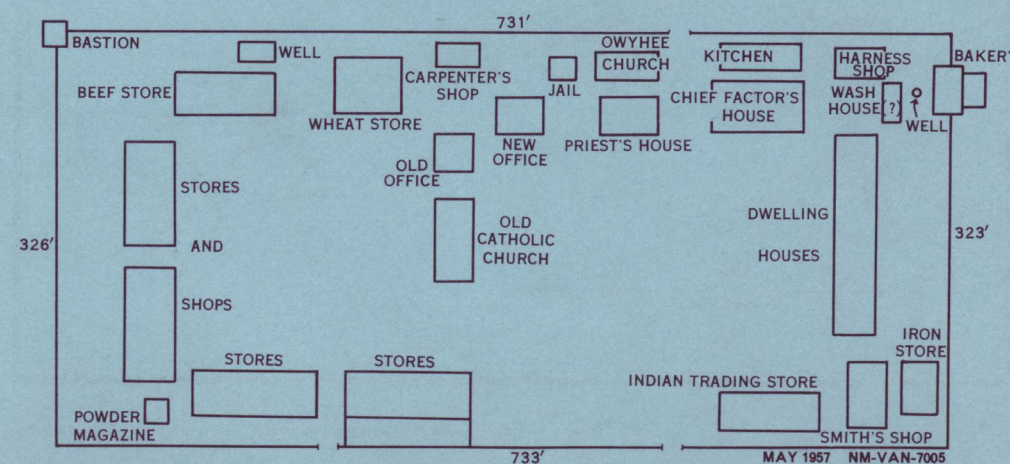 731′
BASTION
WELL
BEEF STORE
WHEAT STORE
CARPENTER'S
SHOP
JAIL
OWYHEE
CHURCH
KITCHEN
HARNESS
SHOP
BAKERY
CHIEF FACTOR'S
HOUSE
WASH
HOUSE(?)
WELL
NEW
OFFICE
PRIEST'S HOUSE
OLD
OFFICE
STORES
AND
SHOPS
OLD
CATHOLIC
CHURCH
DWELLING
HOUSES
326′
323′
IRON
STORE
STORES
STORES
INDIAN TRADING STORE
POWDER
MAGAZINE
SMITH'S SHOP
733′
MAY 1957 NM-VAN-7005